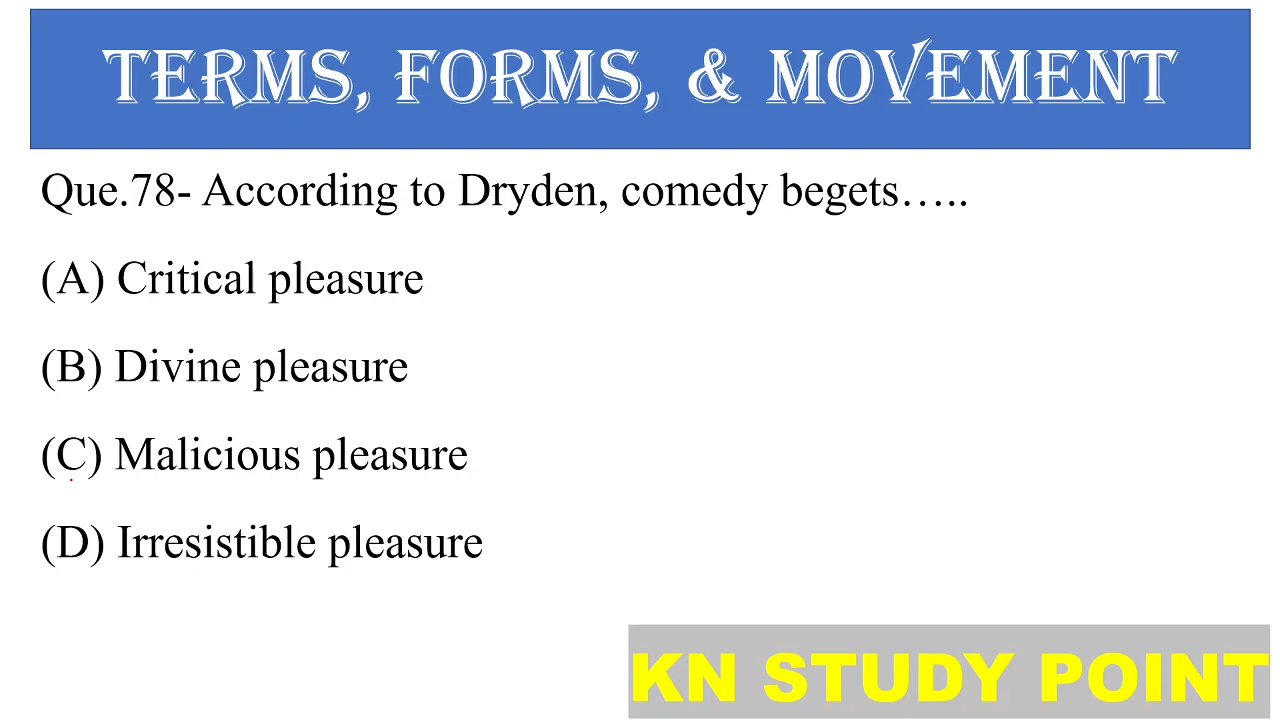 TERMS, FORMS, & MOVEMENT
Que.78- According to Dryden, comedy begets…..
(A) Critical pleasure
(B) Divine pleasure
(C) Malicious pleasure
(D) Irresistible pleasure
KN STUDY POINT